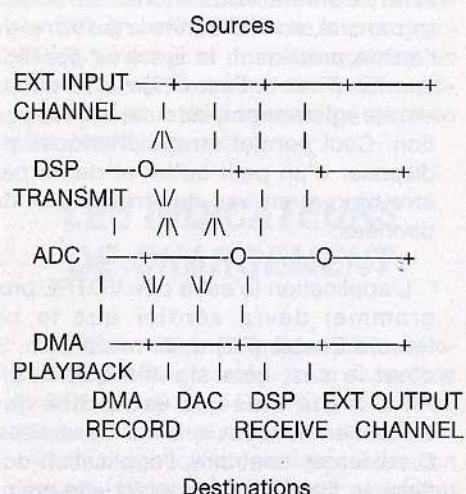 Sources
EXT INPUT ----+------+------+------+
CHANNEL | | | |
/|\ | | |
DSP ---O------+------+------+
TRANSMIT \|/ | | |
| /|\ /|\ | |
ADC ----+------O------O------+
| \|/ \|/ | |
| | | |
DMA ----+------+------+------+
PLAYBACK | | | |
DMA DAC DSP EXT OUTPUT
RECORD RECEIVE CHANNEL
Destinations